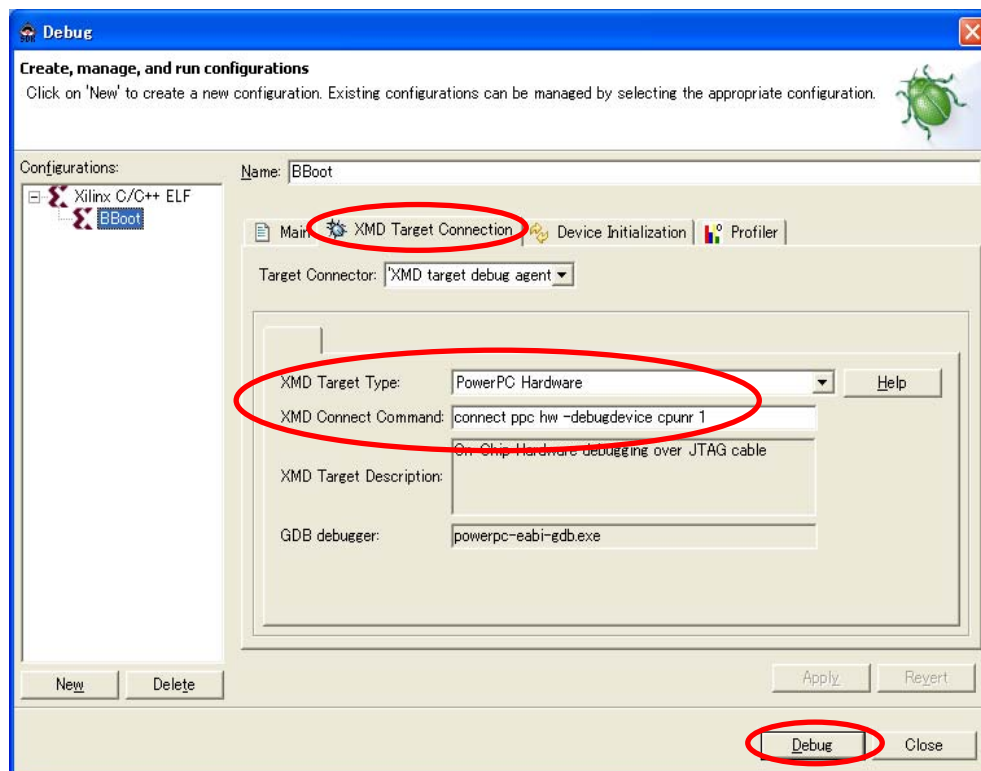 Debug
Create, manage, and run configurations
Click on 'New' to create a new configuration. Existing configurations can be managed by selecting the appropriate configuration.
Configurations:
Name: BBoot
Xilinx C/C++ ELF
BBoot
Main XMD Target Connection Device Initialization Profiler
Target Connector: 'XMD target debug agent
XMD Target Type: PowerPC Hardware Help
XMD Connect Command: connect ppc hw -debugdevice cpunr 1
On-Chip Hardware debugging over JTAG cable
XMD Target Description:
GDB debugger: powerpc-eabi-gdb.exe
New Delete
Apply Revert
Debug Close